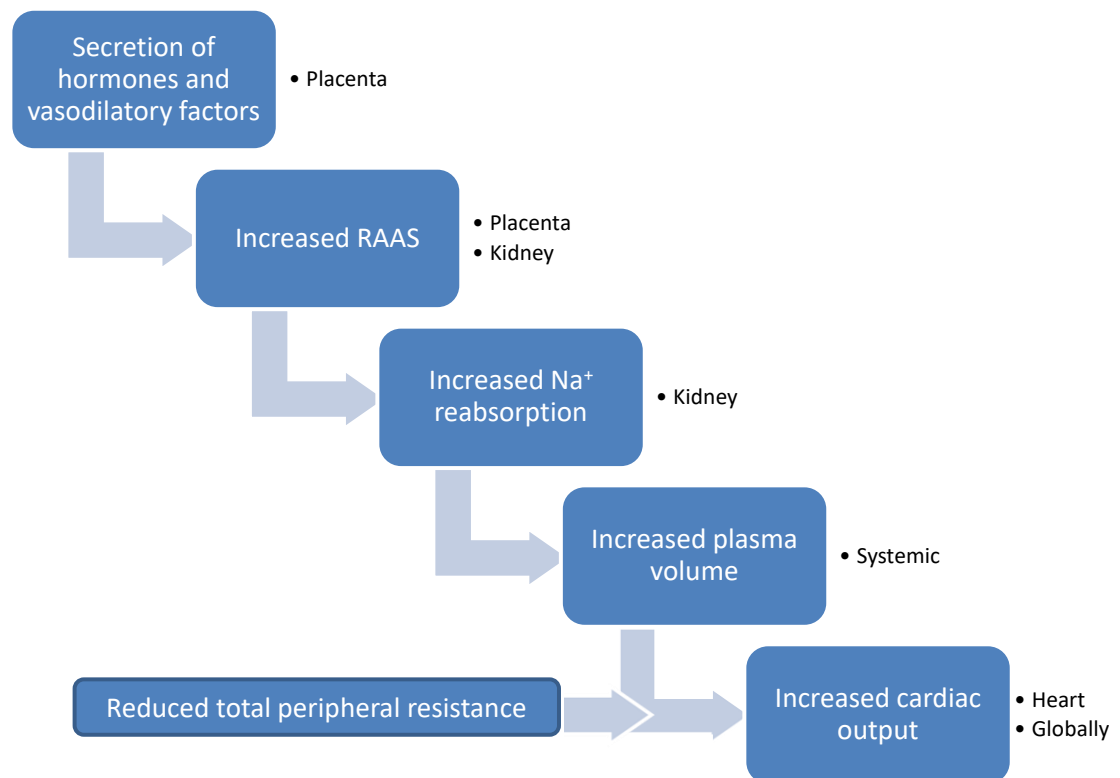 Secretion of
hormones and
vasodilatory factors
• Placenta
Increased RAAS
• Placenta
• Kidney
Increased Na⁺
reabsorption
• Kidney
Increased plasma
volume
• Systemic
Reduced total peripheral resistance
Increased cardiac
output
• Heart
• Globally